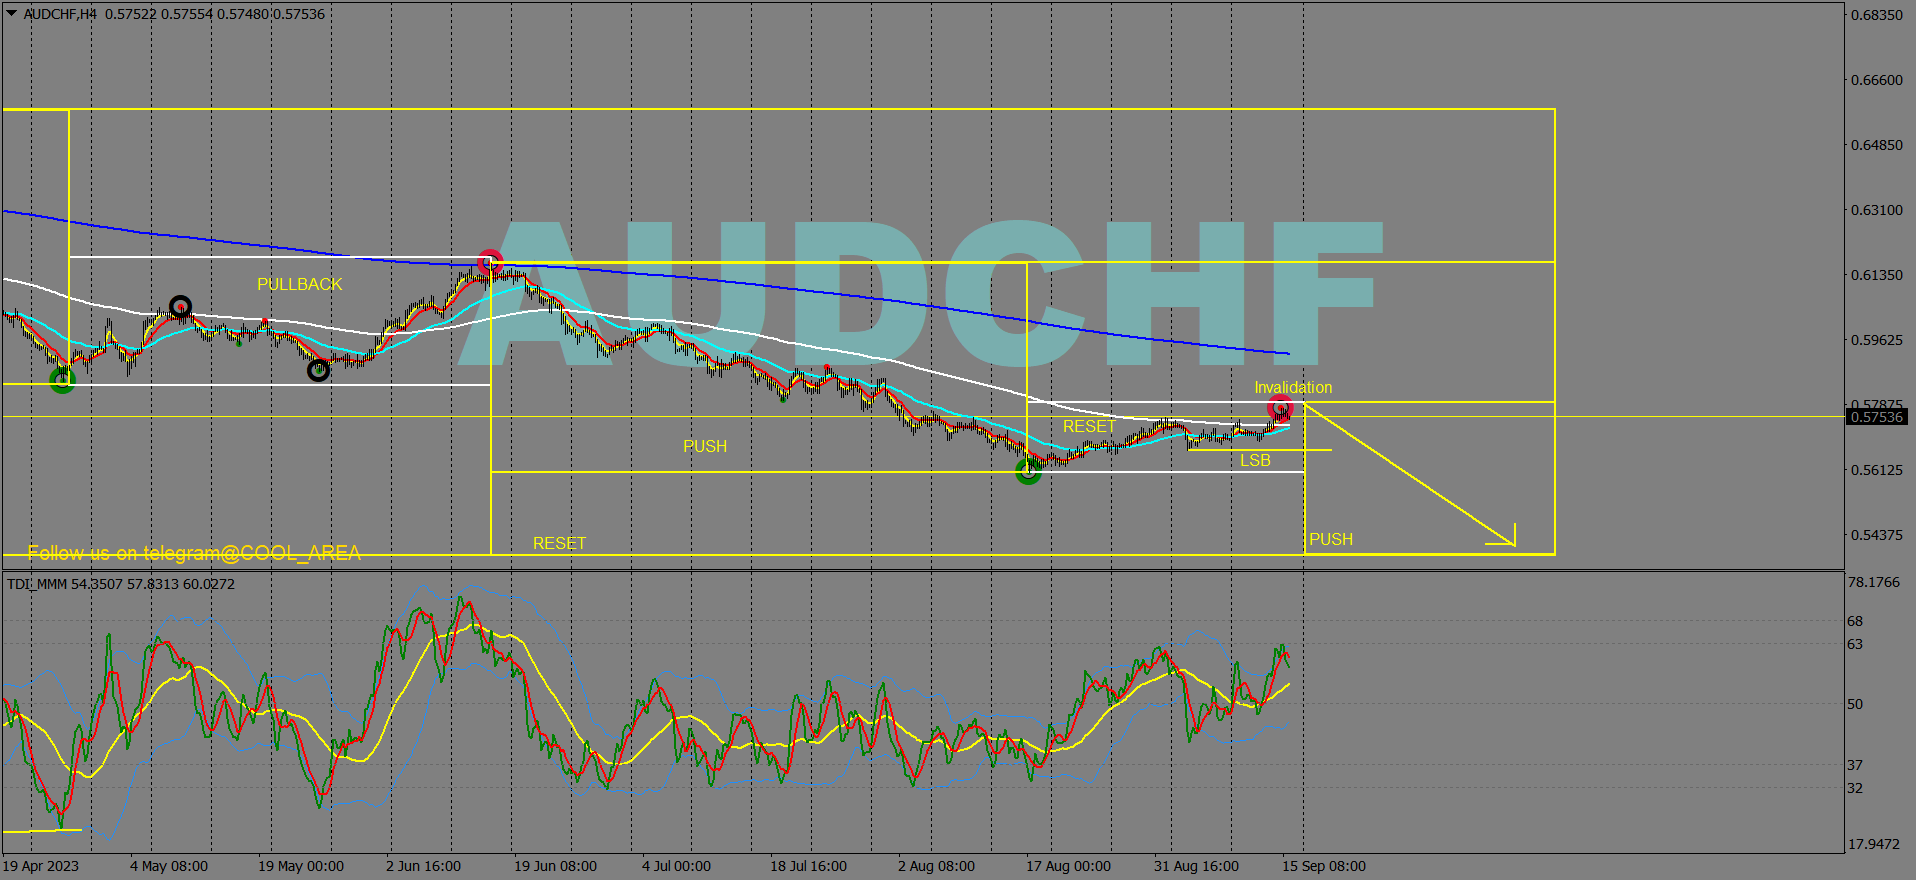 AUDCHF,H4 0.57522 0.57554 0.57480 0.57536
0.68350
0.66600
0.64850
0.63100
0.61350
0.59625
0.57875
0.57536
0.56125
0.54375
AUDCHF
PULLBACK
Invalidation
RESET
PUSH
LSB
RESET
PUSH
Follow us on telegram@COOL_AREA
TDI_MMM 54.3507 57.8313 60.0272
78.1766
68
63
50
37
32
17.9472
19 Apr 2023
4 May 08:00
19 May 00:00
2 Jun 16:00
19 Jun 08:00
4 Jul 00:00
18 Jul 16:00
2 Aug 08:00
17 Aug 00:00
31 Aug 16:00
15 Sep 08:00